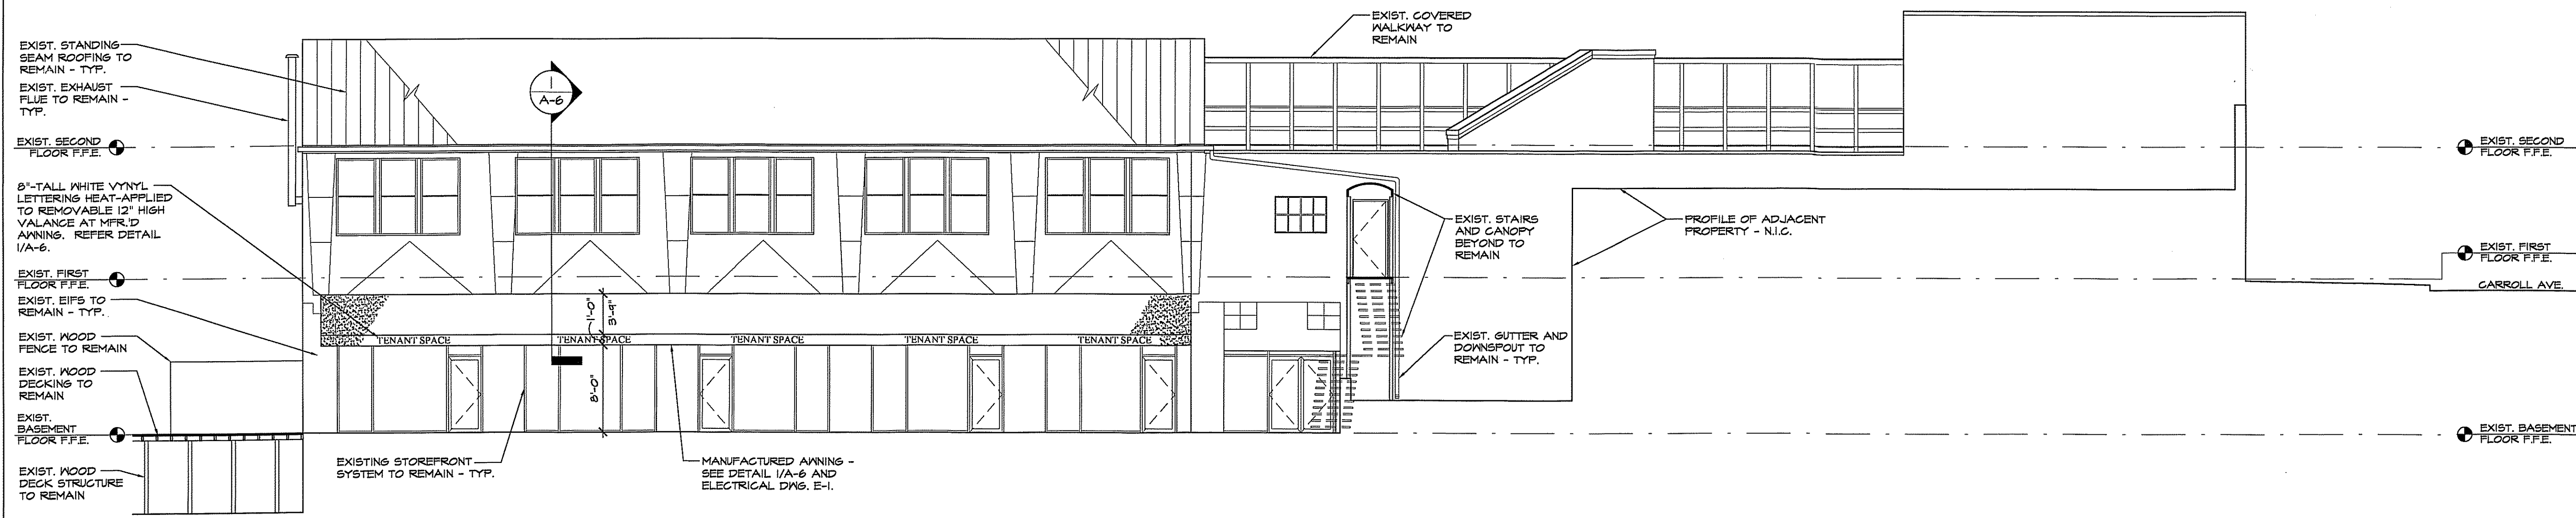 EXIST. STANDING
SEAM ROOFING TO
REMAIN - TYP.
EXIST. EXHAUST
FLUE TO REMAIN -
TYP.
EXIST. SECOND
FLOOR F.F.E.
8"-TALL WHITE VYNYL
LETTERING HEAT-APPLIED
TO REMOVABLE 12" HIGH
VALANCE AT MFR.'D
AWNING. REFER DETAIL
1/A-6.
EXIST. FIRST
FLOOR F.F.E.
EXIST. EIFS TO
REMAIN - TYP.
EXIST. WOOD
FENCE TO REMAIN
EXIST. WOOD
DECKING TO
REMAIN
EXIST.
BASEMENT
FLOOR F.F.E.
EXIST. WOOD
DECK STRUCTURE
TO REMAIN
1
A-6
1'-0"
3'-9"
8'-0"
TENANT SPACE
TENANT SPACE
TENANT SPACE
TENANT SPACE
TENANT SPACE
EXISTING STOREFRONT
SYSTEM TO REMAIN - TYP.
MANUFACTURED AWNING -
SEE DETAIL 1/A-6 AND
ELECTRICAL DWG. E-1.
EXIST. COVERED
WALKWAY TO
REMAIN
EXIST. STAIRS
AND CANOPY
BEYOND TO
REMAIN
EXIST. GUTTER AND
DOWNSPOUT TO
REMAIN - TYP.
PROFILE OF ADJACENT
PROPERTY - N.I.C.
EXIST. SECOND
FLOOR F.F.E.
EXIST. FIRST
FLOOR F.F.E.
CARROLL AVE.
EXIST. BASEMENT
FLOOR F.F.E.